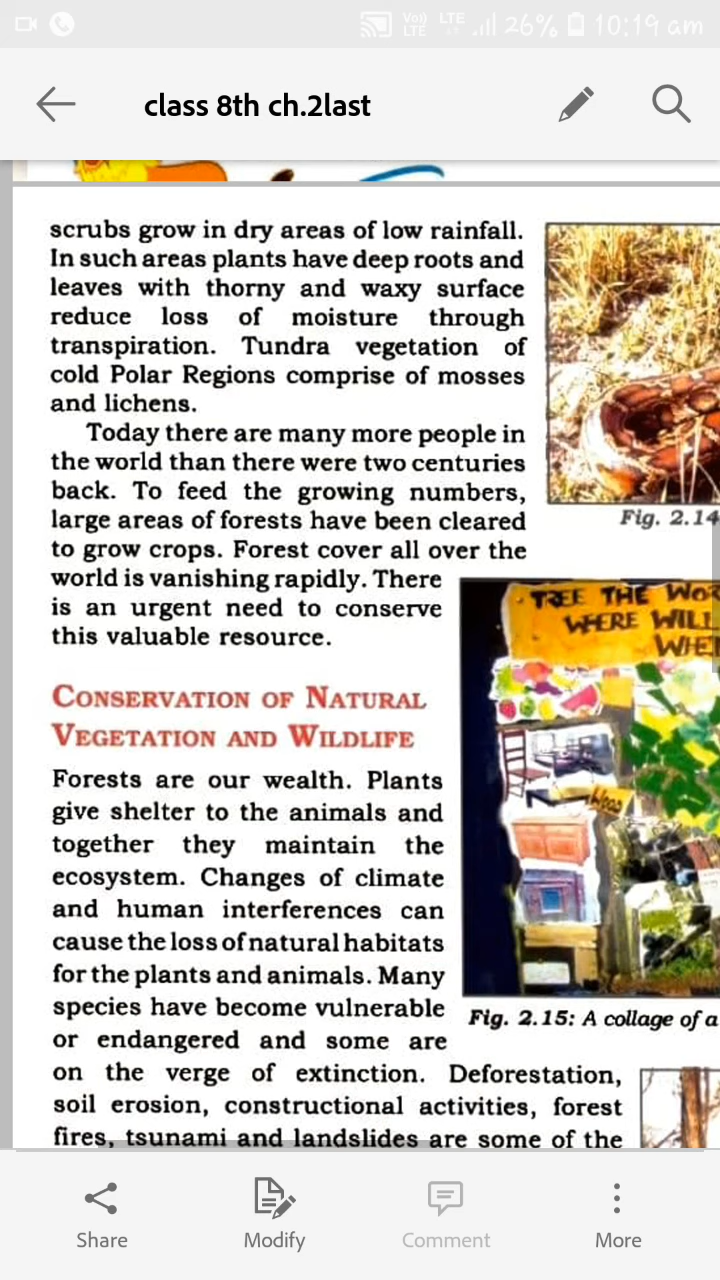 Vo)) LTE LTE 26% 10:19 am
class 8th ch.2last
scrubs grow in dry areas of low rainfall.
In such areas plants have deep roots and
leaves with thorny and waxy surface
reduce loss of moisture through
transpiration. Tundra vegetation of
cold Polar Regions comprise of mosses
and lichens.
Today there are many more people in
the world than there were two centuries
back. To feed the growing numbers,
large areas of forests have been cleared
to grow crops. Forest cover all over the
world is vanishing rapidly. There
is an urgent need to conserve
this valuable resource.
Fig. 2.14
TREE THE
WHERE WILL
CONSERVATION OF NATURAL
VEGETATION AND WILDLIFE
Forests are our wealth. Plants
give shelter to the animals and
together they maintain the
ecosystem. Changes of climate
and human interferences can
cause the loss of natural habitats
for the plants and animals. Many
species have become vulnerable
or endangered and some are
on the verge of extinction. Deforestation,
soil erosion, constructional activities, forest
fires, tsunami and landslides are some of the
Fig. 2.15: A collage of a
Share Modify Comment More